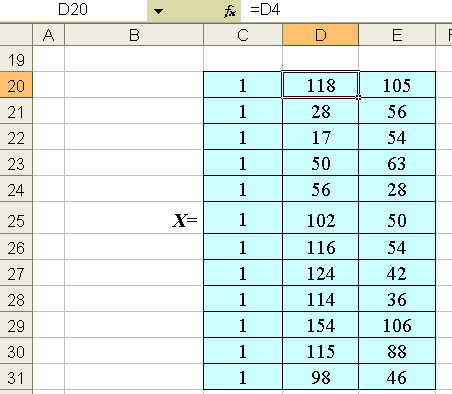 D20 fx =D4
A B C D E F
19
20 1 118 105
21 1 28 56
22 1 17 54
23 1 50 63
24 1 56 28
25 X= 1 102 50
26 1 116 54
27 1 124 42
28 1 114 36
29 1 154 106
30 1 115 88
31 1 98 46